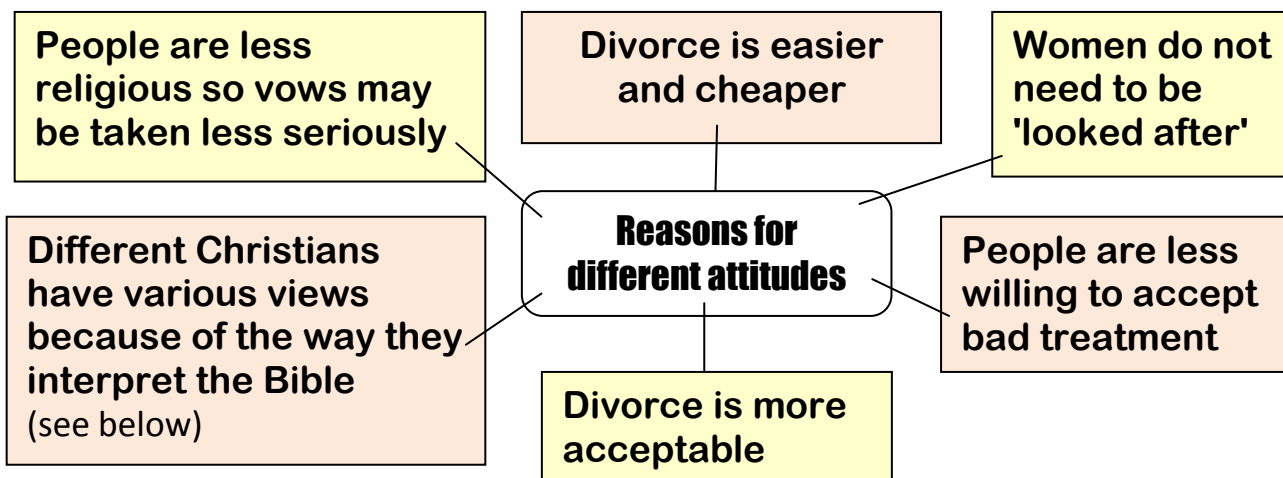 People are less
religious so vows may
be taken less seriously
Divorce is easier
and cheaper
Women do not
need to be
'looked after'
Reasons for
different attitudes
Different Christians
have various views
because of the way they
interpret the Bible
(see below)
People are less
willing to accept
bad treatment
Divorce is more
acceptable